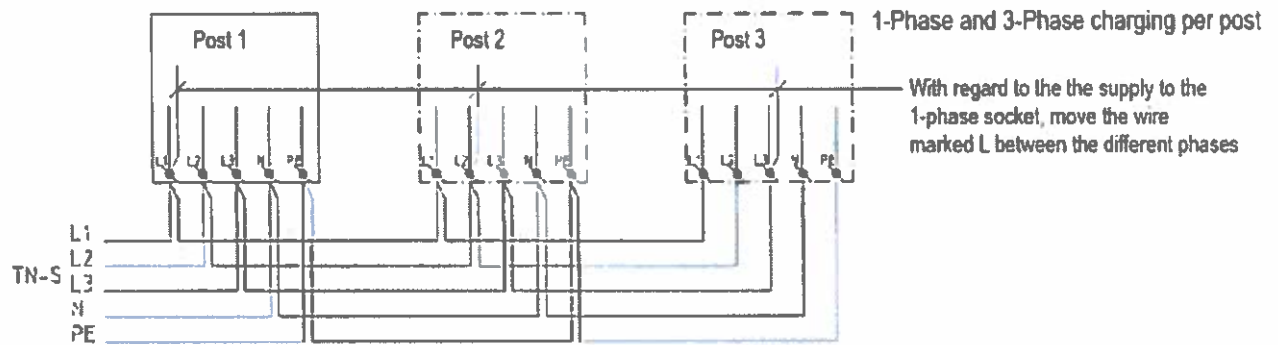 Post 1
Post 2
Post 3
1-Phase and 3-Phase charging per post
With regard to the the supply to the
1-phase socket, move the wire
marked L between the different phases
L1 L2 L3 N PE
L1 L2 L3 N PE
L1 L2 L3 N PE
L1
L2
TN-S L3
N
PE